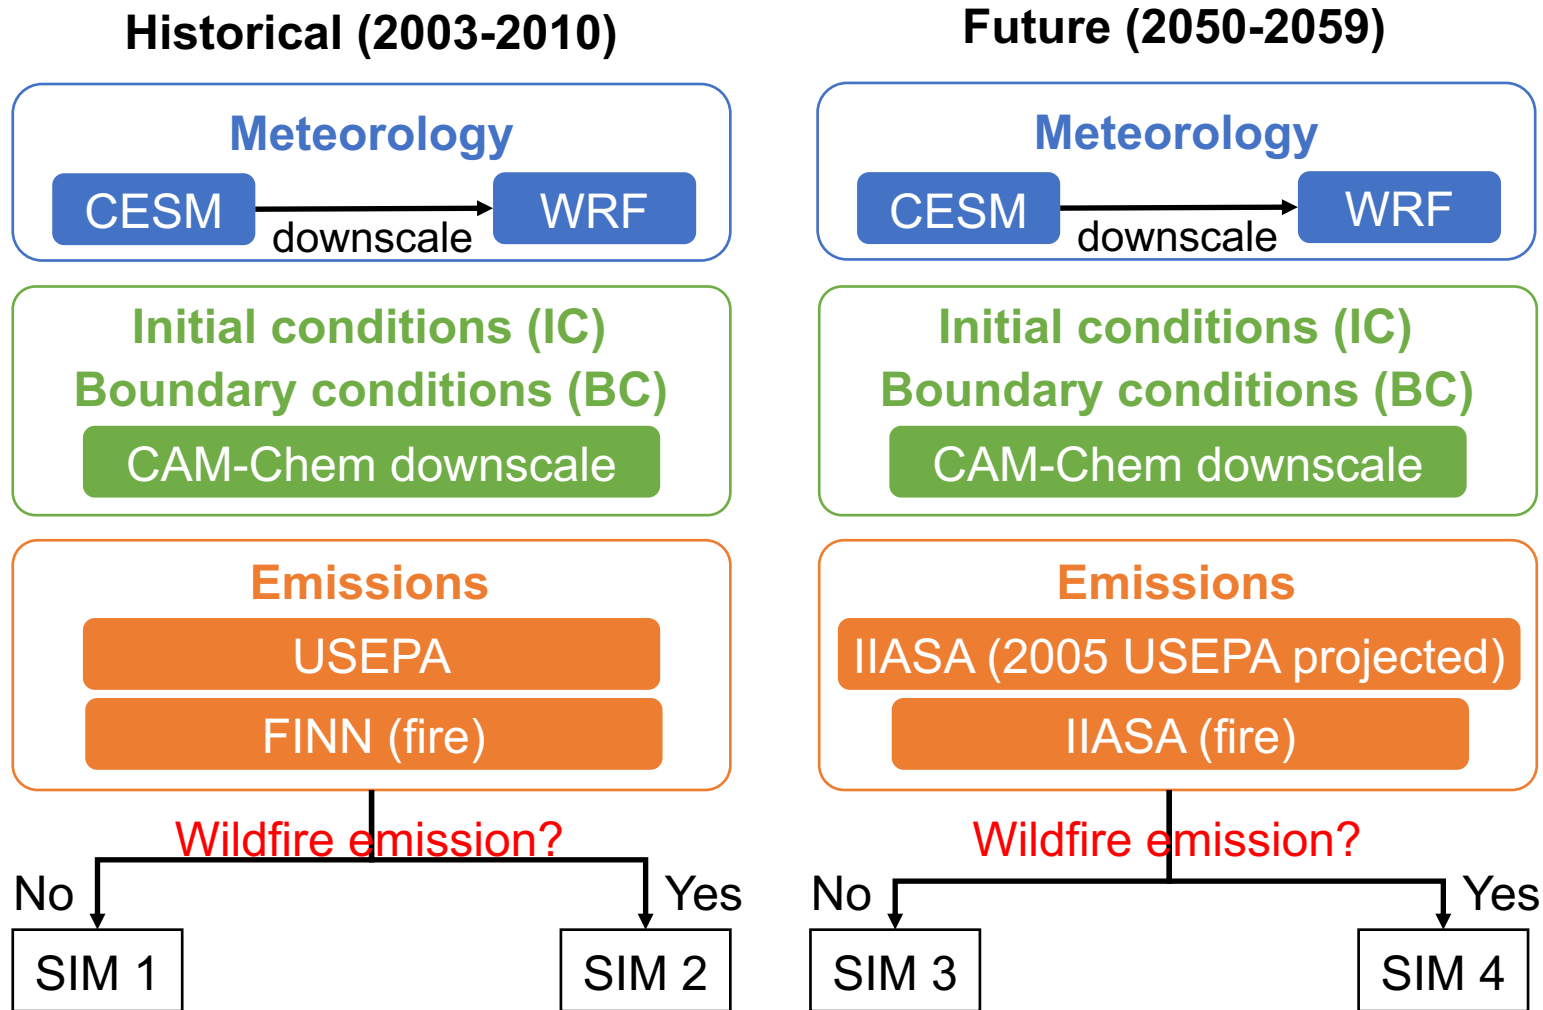 Historical (2003-2010)
Meteorology
CESM
downscale
WRF
Initial conditions (IC)
Boundary conditions (BC)
CAM-Chem downscale
Emissions
USEPA
FINN (fire)
Wildfire emission?
No
Yes
SIM 1
SIM 2
Future (2050-2059)
Meteorology
CESM
downscale
WRF
Initial conditions (IC)
Boundary conditions (BC)
CAM-Chem downscale
Emissions
IIASA (2005 USEPA projected)
IIASA (fire)
Wildfire emission?
No
Yes
SIM 3
SIM 4